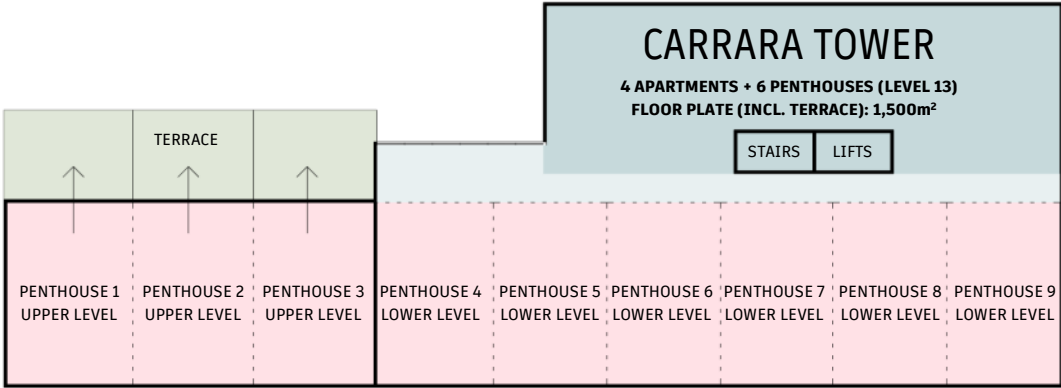 CARRARA TOWER
4 APARTMENTS + 6 PENTHOUSES (LEVEL 13)
FLOOR PLATE (INCL. TERRACE): 1,500m²
STAIRS LIFTS
TERRACE
PENTHOUSE 1
UPPER LEVEL
PENTHOUSE 2
UPPER LEVEL
PENTHOUSE 3
UPPER LEVEL
PENTHOUSE 4
LOWER LEVEL
PENTHOUSE 5
LOWER LEVEL
PENTHOUSE 6
LOWER LEVEL
PENTHOUSE 7
LOWER LEVEL
PENTHOUSE 8
LOWER LEVEL
PENTHOUSE 9
LOWER LEVEL